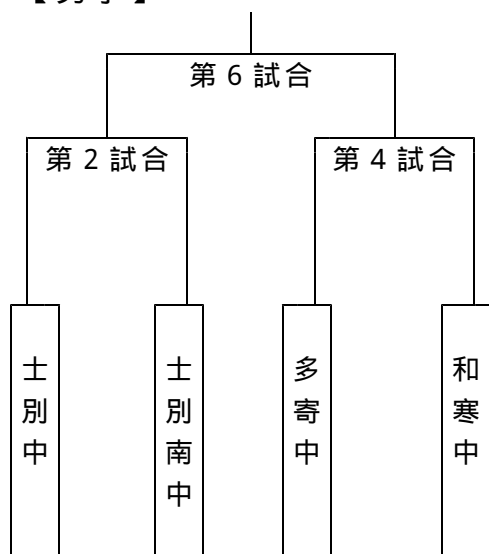 第6試合
第2試合
第4試合
士別中
士別南中
多寄中
和寒中